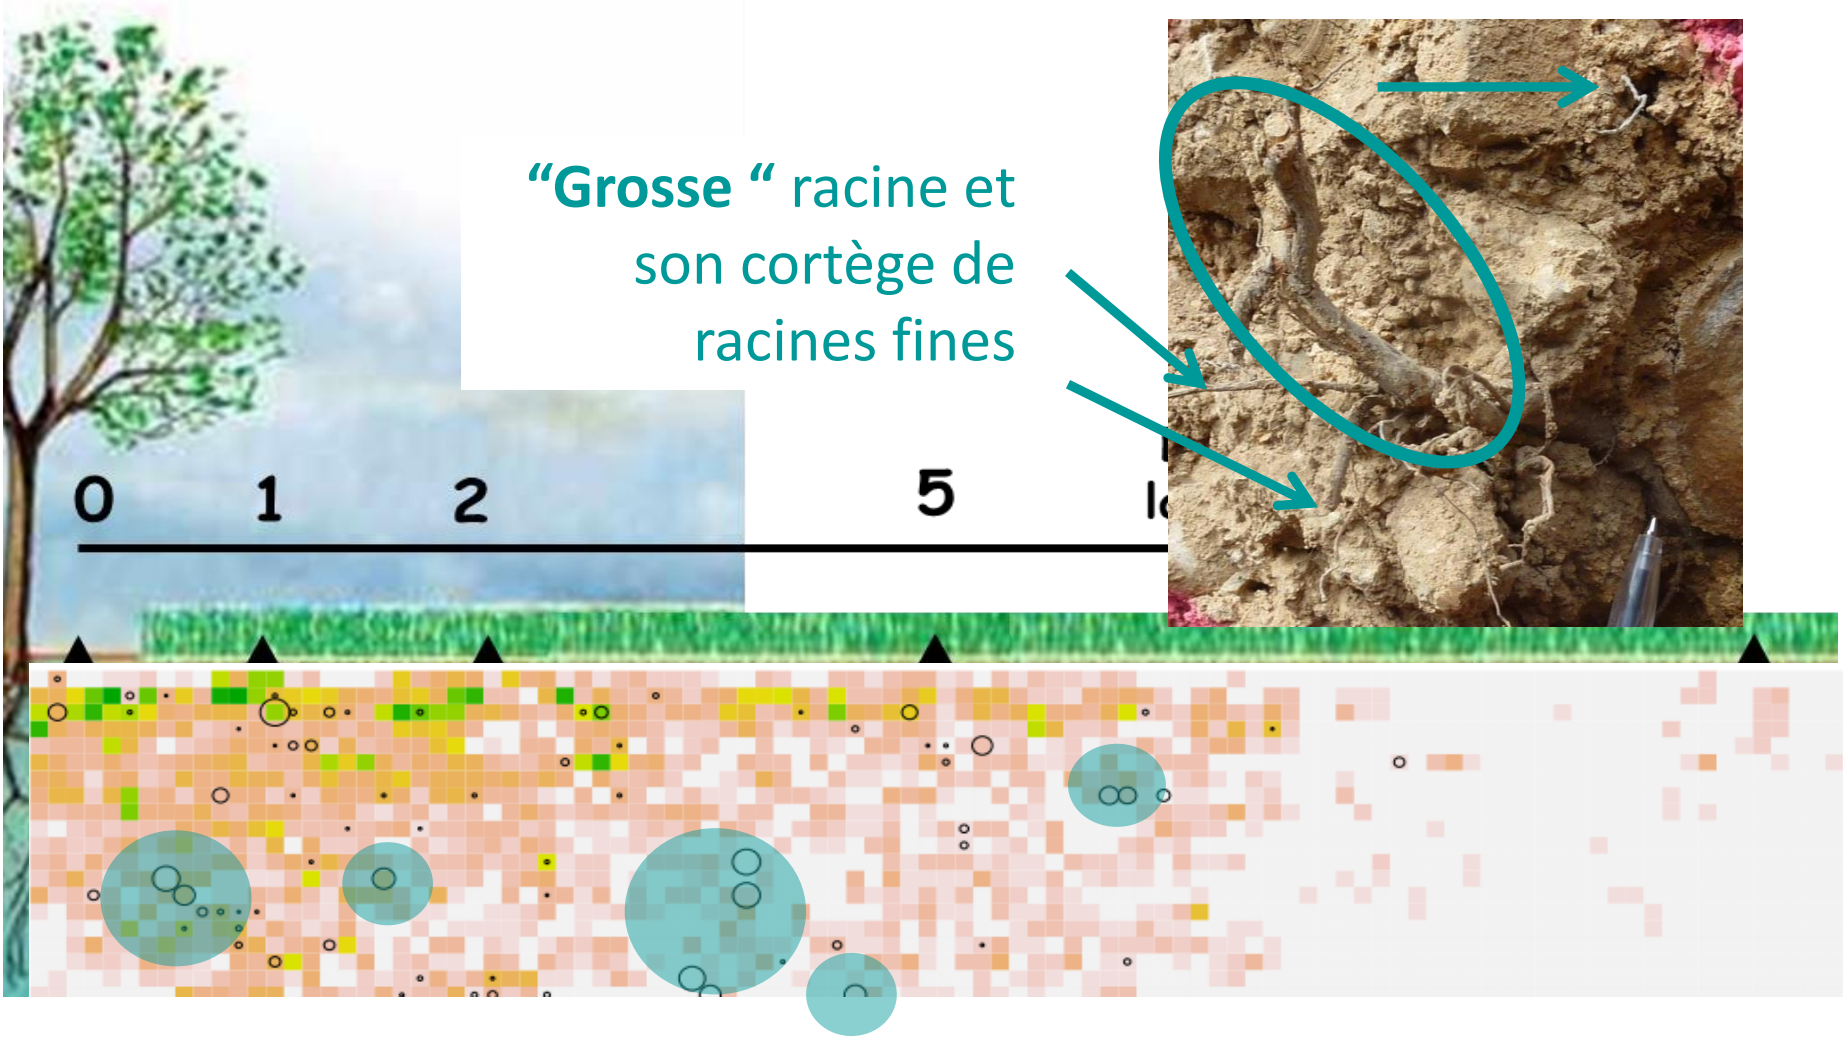 “Grosse “ racine et
son cortège de
racines fines
0 1 2 5